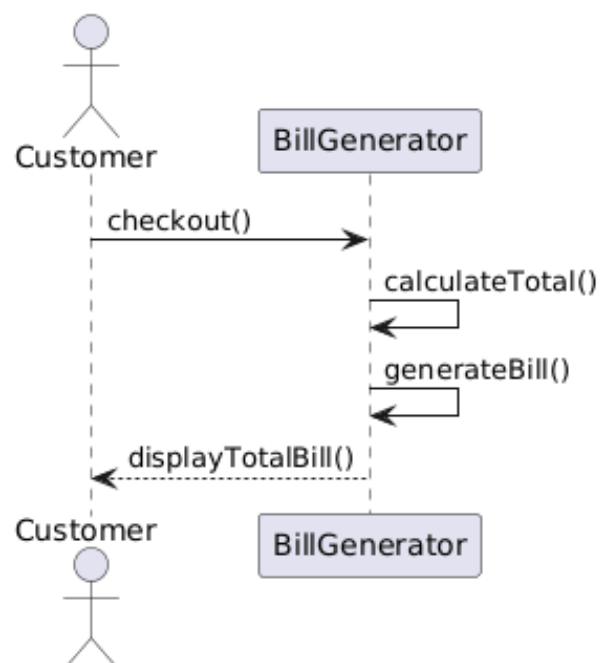 Customer
BillGenerator
checkout()
calculateTotal()
generateBill()
displayTotalBill()
Customer
BillGenerator